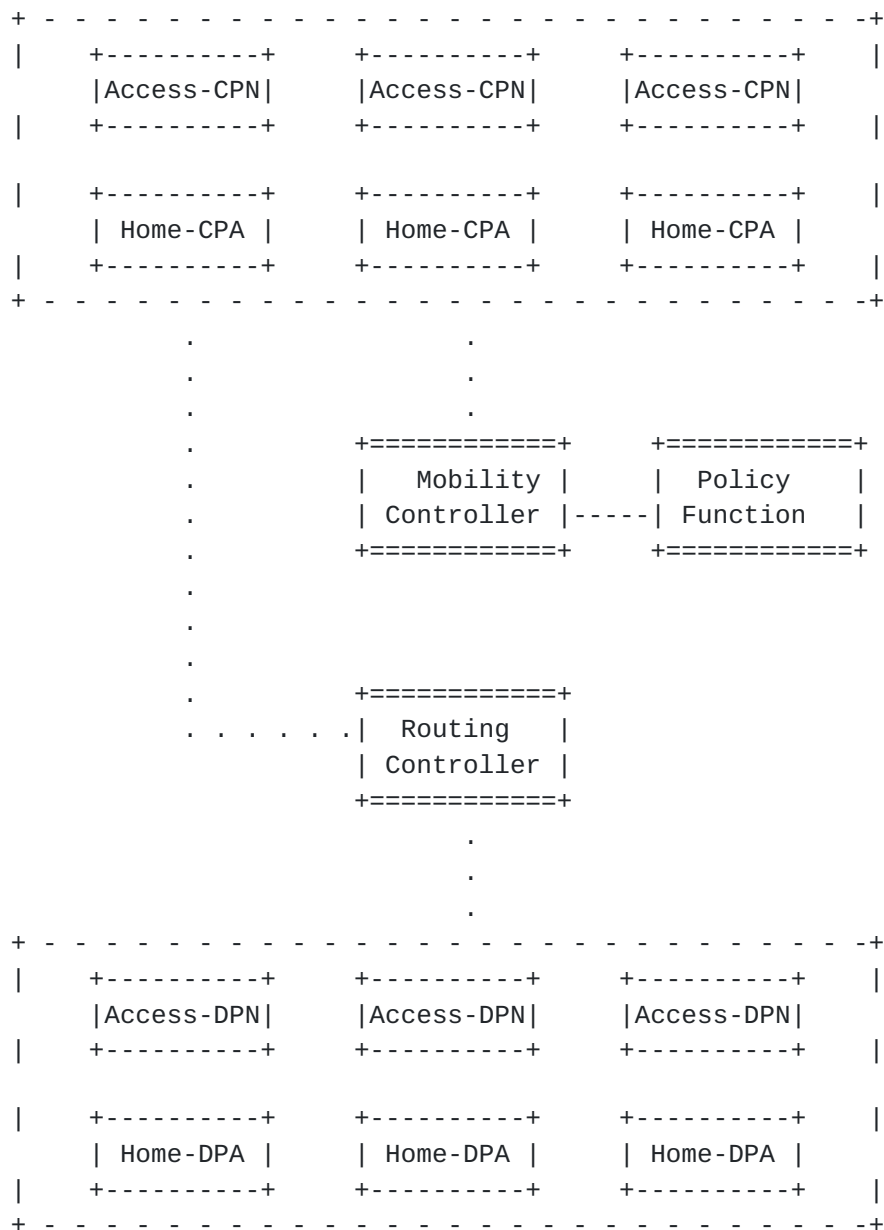 Access-CPN Access-CPN Access-CPN
Home-CPA Home-CPA Home-CPA
Mobility Policy
Controller Function
Routing
Controller
Access-DPN Access-DPN Access-DPN
Home-DPA Home-DPA Home-DPA